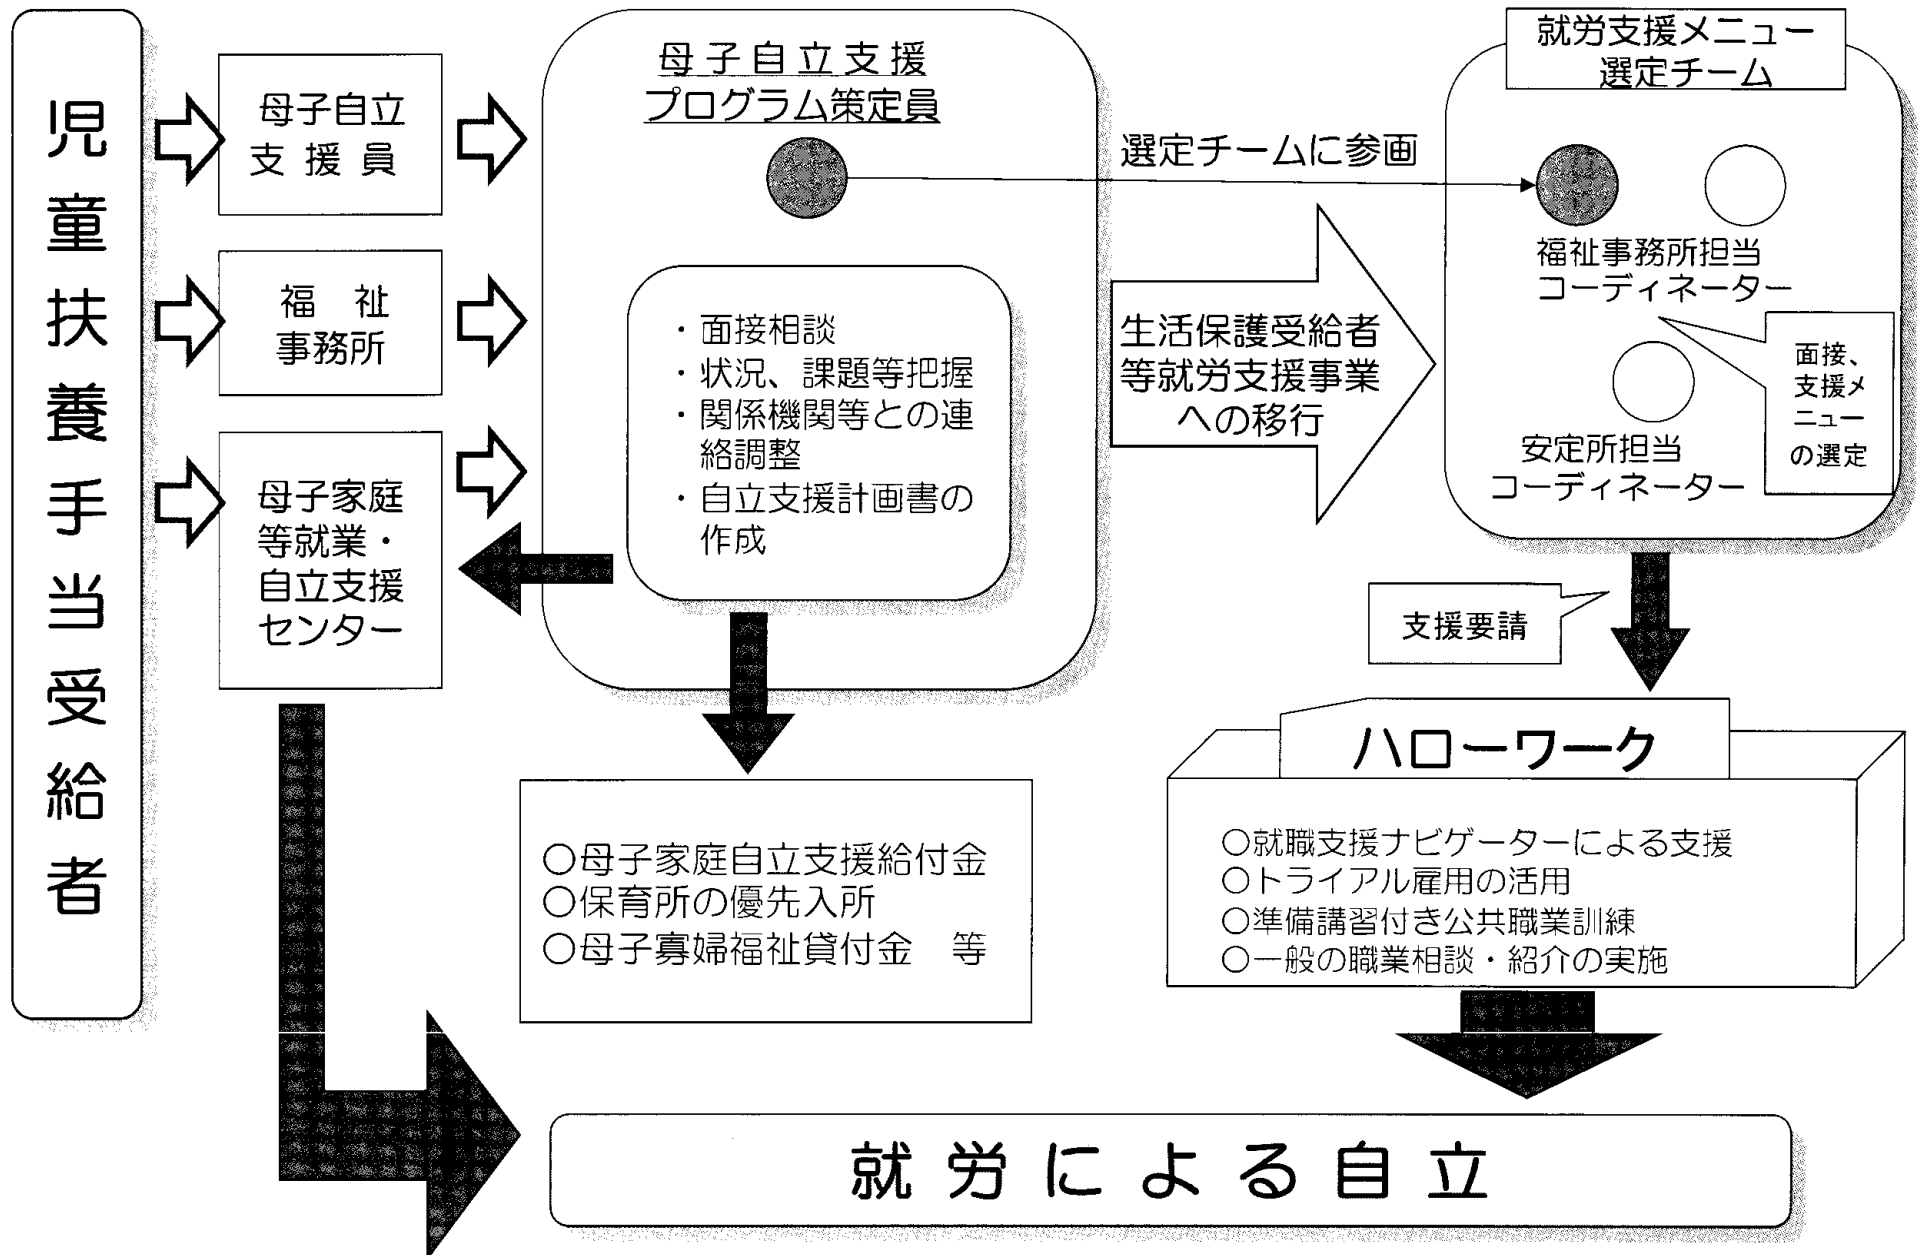 児童扶養手当受給者
母子自立
支援員
福祉
事務所
母子家庭
等就業・
自立支援
センター
母子自立支援
プログラム策定員
・面接相談
・状況、課題等把握
・関係機関等との連
絡調整
・自立支援計画書の
作成
選定チームに参画
生活保護受給者
等就労支援事業
への移行
就労支援メニュー
選定チーム
福祉事務所担当
コーディネーター
面接、
支援メ
ニュー
の選定
安定所担当
コーディネーター
支援要請
ハローワーク
○就職支援ナビゲーターによる支援
○トライアル雇用の活用
○準備講習付き公共職業訓練
○一般の職業相談・紹介の実施
○母子家庭自立支援給付金
○保育所の優先入所
○母子寡婦福祉貸付金　等
就労による自立